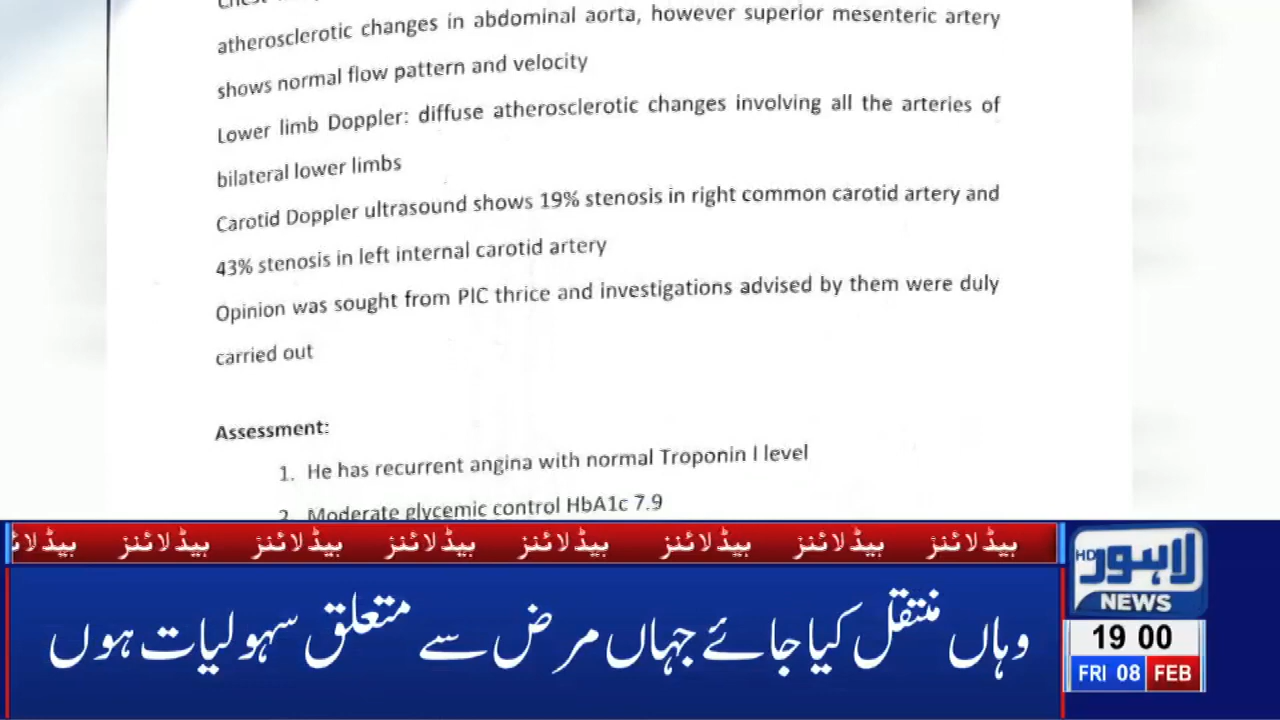 atherosclerotic changes in abdominal aorta, however superior mesenteric artery
shows normal flow pattern and velocity
Lower limb Doppler: diffuse atherosclerotic changes involving all the arteries of
bilateral lower limbs
Carotid Doppler ultrasound shows 19% stenosis in right common carotid artery and
43% stenosis in left internal carotid artery
Opinion was sought from PIC thrice and investigations advised by them were duly
carried out
Assessment:
1. He has recurrent angina with normal Troponin I level
2. Moderate glycemic control HbA1c 7.9
ہیڈلائنز ہیڈلائنز ہیڈلائنز ہیڈلائنز ہیڈلائنز ہیڈلائنز ہیڈلائنز
وہاں منتقل کیا جائے جہاں مرض سے متعلق سہولیات ہوں
HD لاہور
NEWS
19 00
FRI 08 FEB